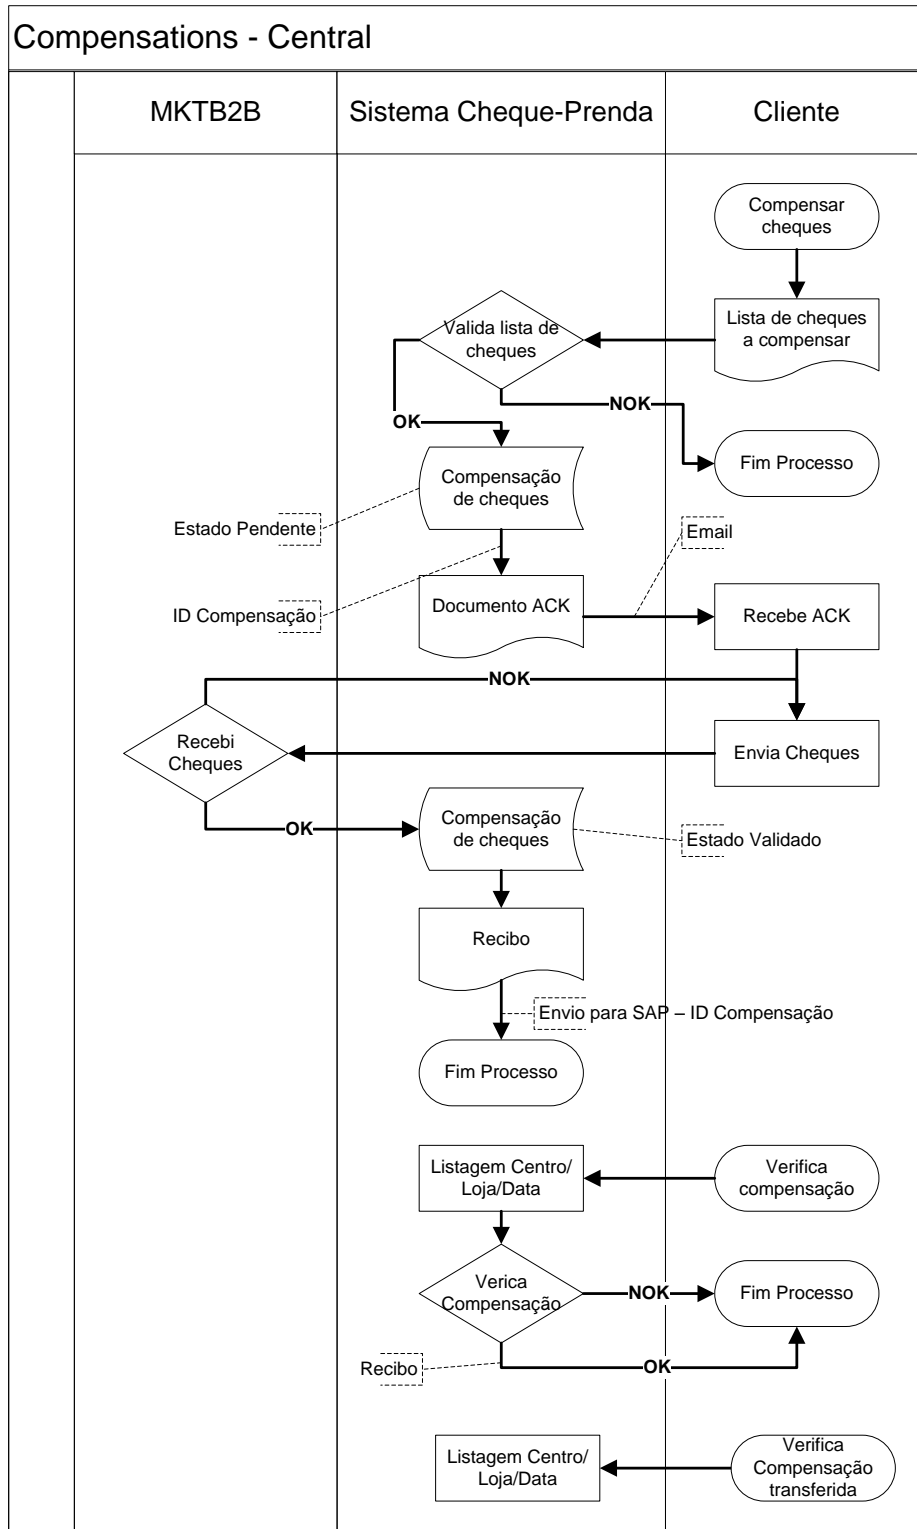 Compensations - Central
MKTB2B
Sistema Cheque-Prenda
Cliente
Compensar
cheques
Lista de cheques
a compensar
Valida lista de
cheques
NOK
OK
Fim Processo
Compensação
de cheques
Estado Pendente
Email
ID Compensação
Documento ACK
Recebe ACK
NOK
Recebi
Cheques
Envia Cheques
OK
Compensação
de cheques
Estado Validado
Recibo
Envio para SAP – ID Compensação
Fim Processo
Listagem Centro/
Loja/Data
Verifica
compensação
Verica
Compensação
NOK
Fim Processo
Recibo
OK
Listagem Centro/
Loja/Data
Verifica
Compensação
transferida